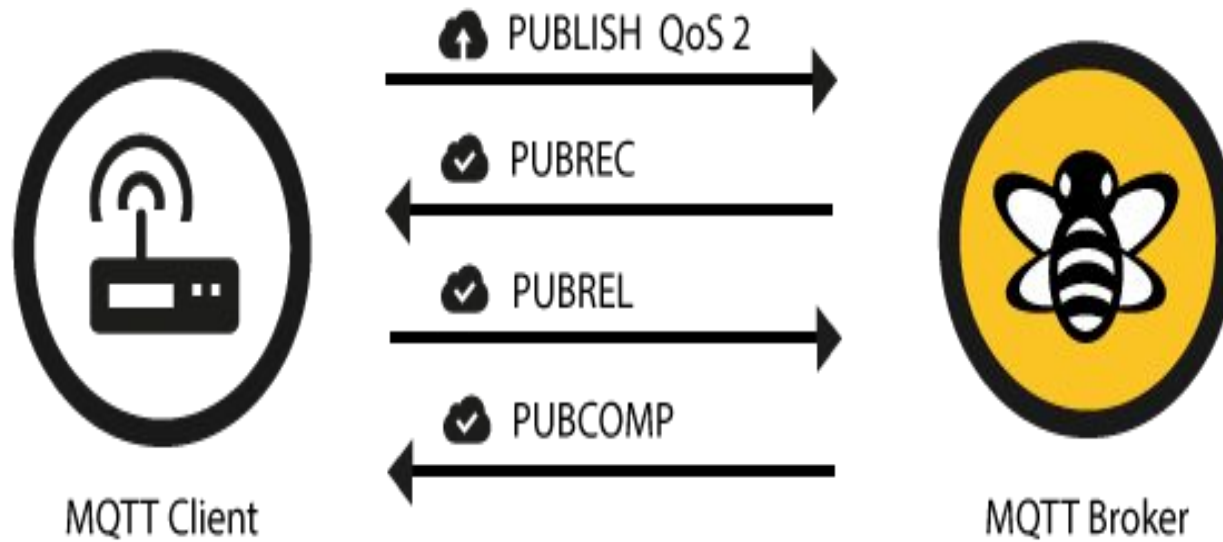 PUBLISH QoS 2
PUBREC
PUBREL
PUBCOMP
MQTT Client
MQTT Broker